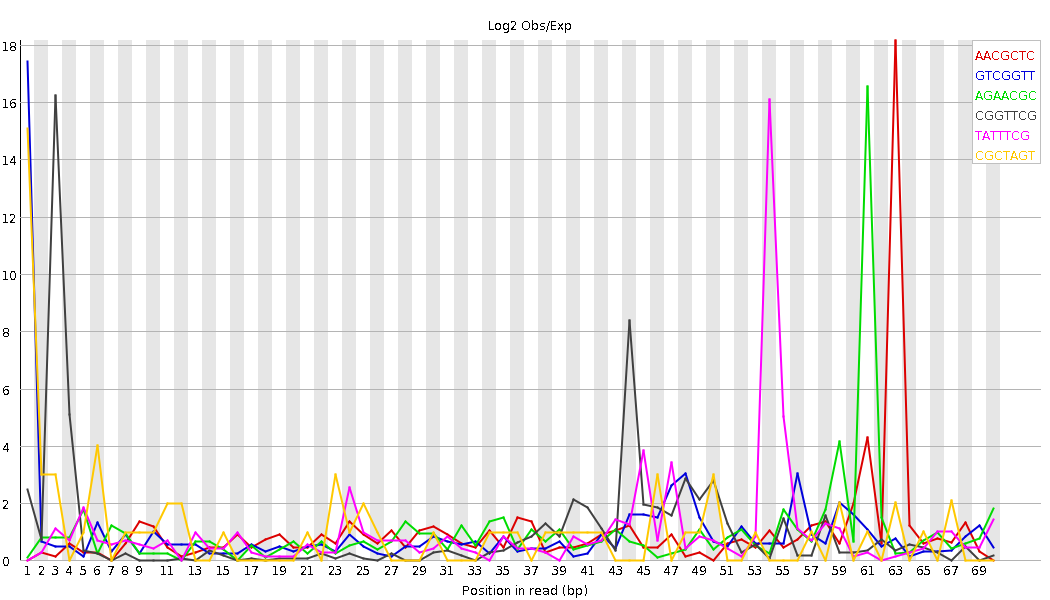 Log2 Obs/Exp
18
16
14
12
10
8
6
4
2
0
AACGCTC
GTCGGTT
AGAACGC
CGGTTCG
TATTTCG
CGCTAGT
1 2 3 4 5 6 7 8 9 11 13 15 17 19 21 23 25 27 29 31 33 35 37 39 41 43 45 47 49 51 53 55 57 59 61 63 65 67 69
Position in read (bp)